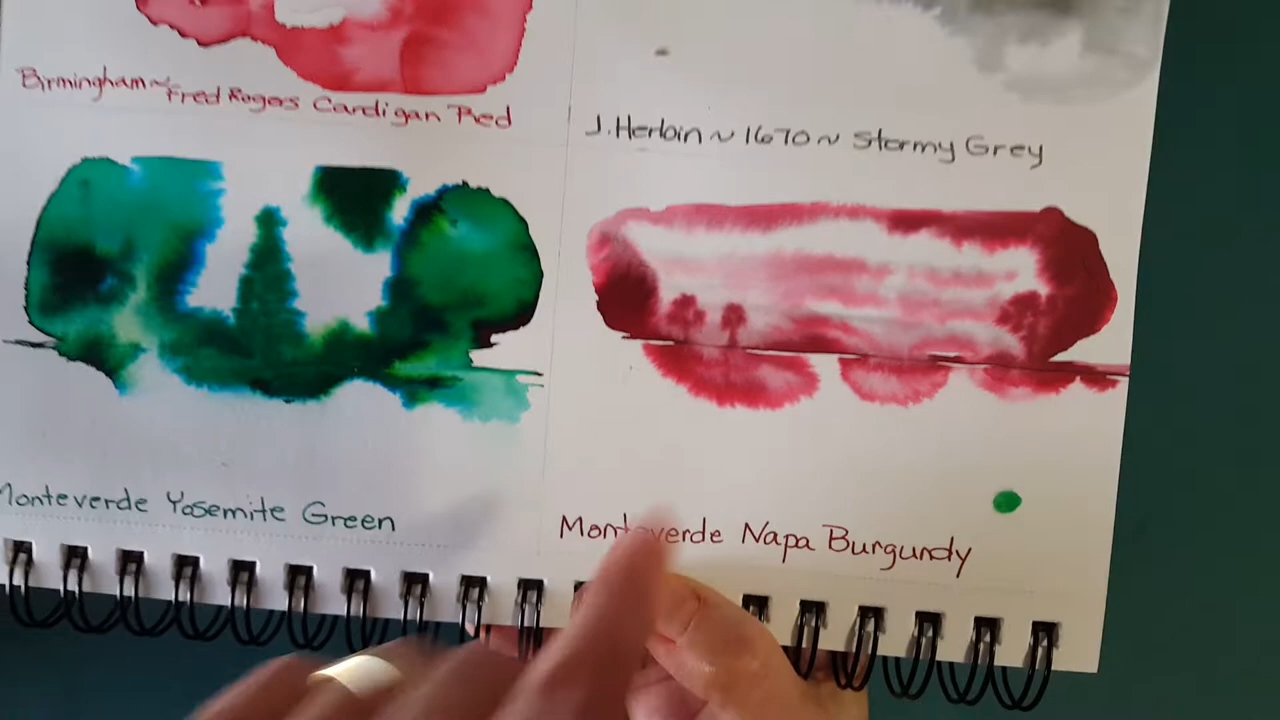 Birmingham ~ Fred Rogers Cardigan Red
J. Herbin ~ 1670 ~ Stormy Grey
Monteverde Yosemite Green
Monteverde Napa Burgundy